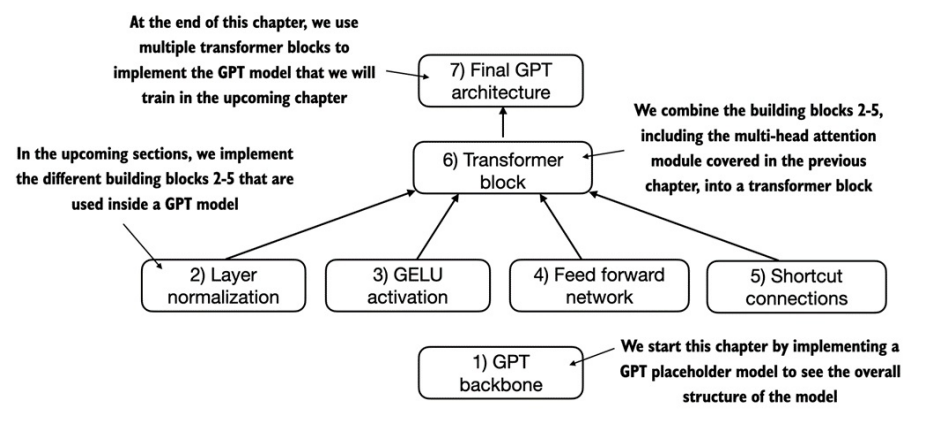 At the end of this chapter, we use
multiple transformer blocks to
implement the GPT model that we will
train in the upcoming chapter
7) Final GPT
architecture
We combine the building blocks 2-5,
including the multi-head attention
module covered in the previous
chapter, into a transformer block
6) Transformer
block
In the upcoming sections, we implement
the different building blocks 2-5 that are
used inside a GPT model
2) Layer
normalization
3) GELU
activation
4) Feed forward
network
5) Shortcut
connections
1) GPT
backbone
We start this chapter by implementing a
GPT placeholder model to see the overall
structure of the model